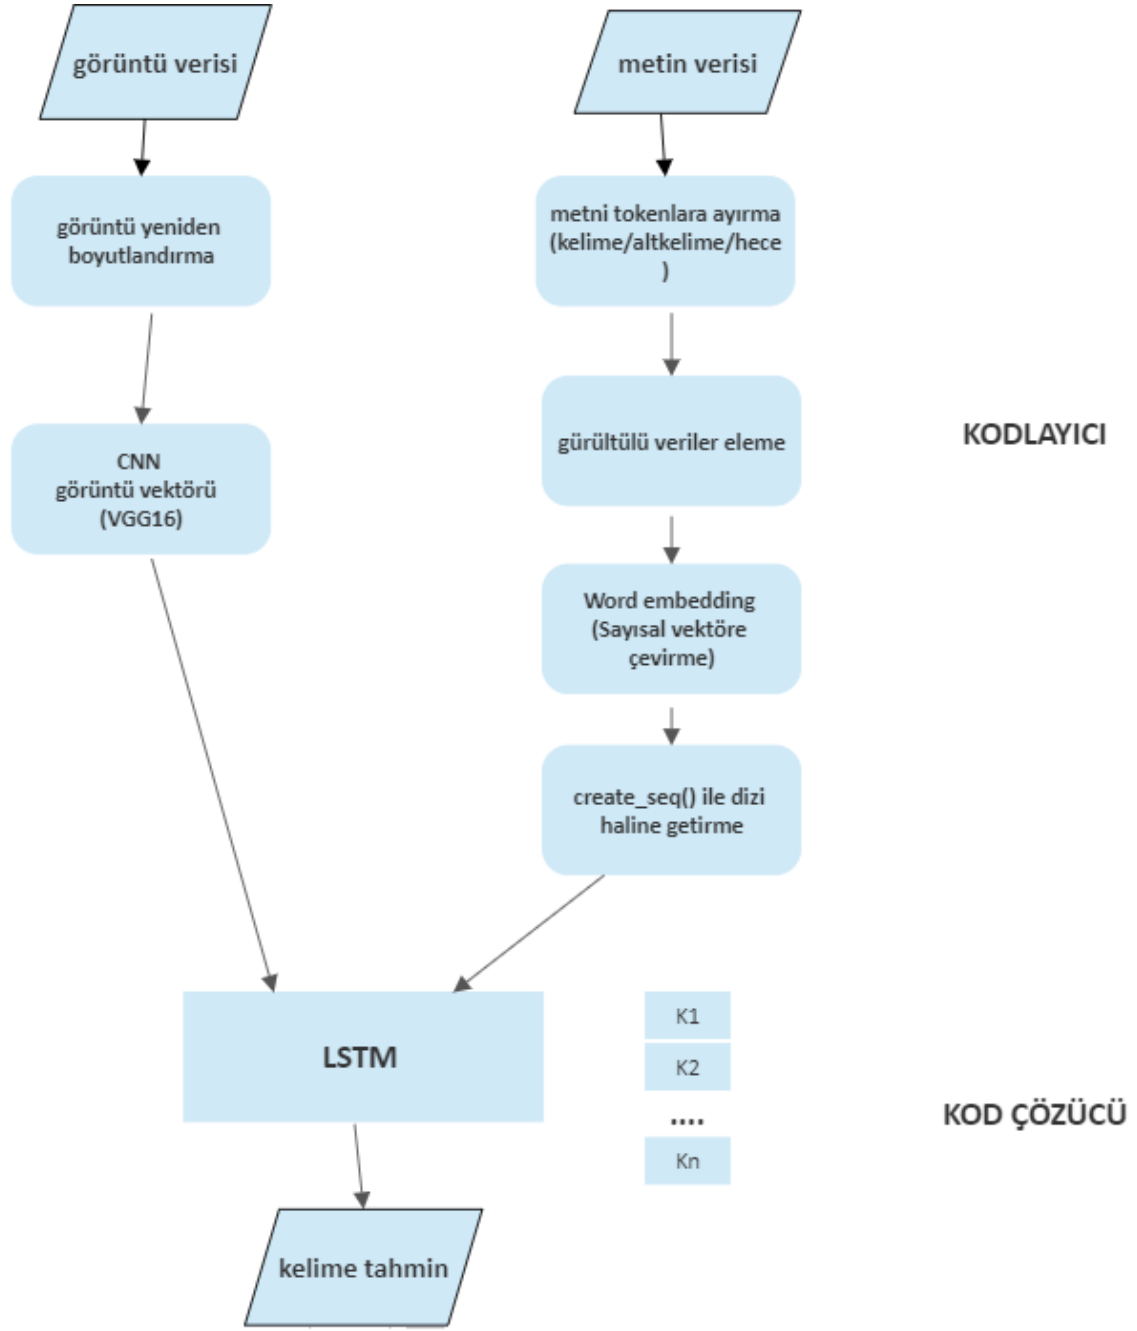 görüntü verisi
metin verisi
görüntü yeniden
boyutlandırma
metni tokenlara ayırma
(kelime/altkelime/hece
)
gürültülü veriler eleme
KODLAYICI
CNN
görüntü vektörü
(VGG16)
Word embedding
(Sayısal vektöre
çevirme)
create_seq() ile dizi
haline getirme
LSTM
K1
K2
....
Kn
KOD ÇÖZÜCÜ
kelime tahmin